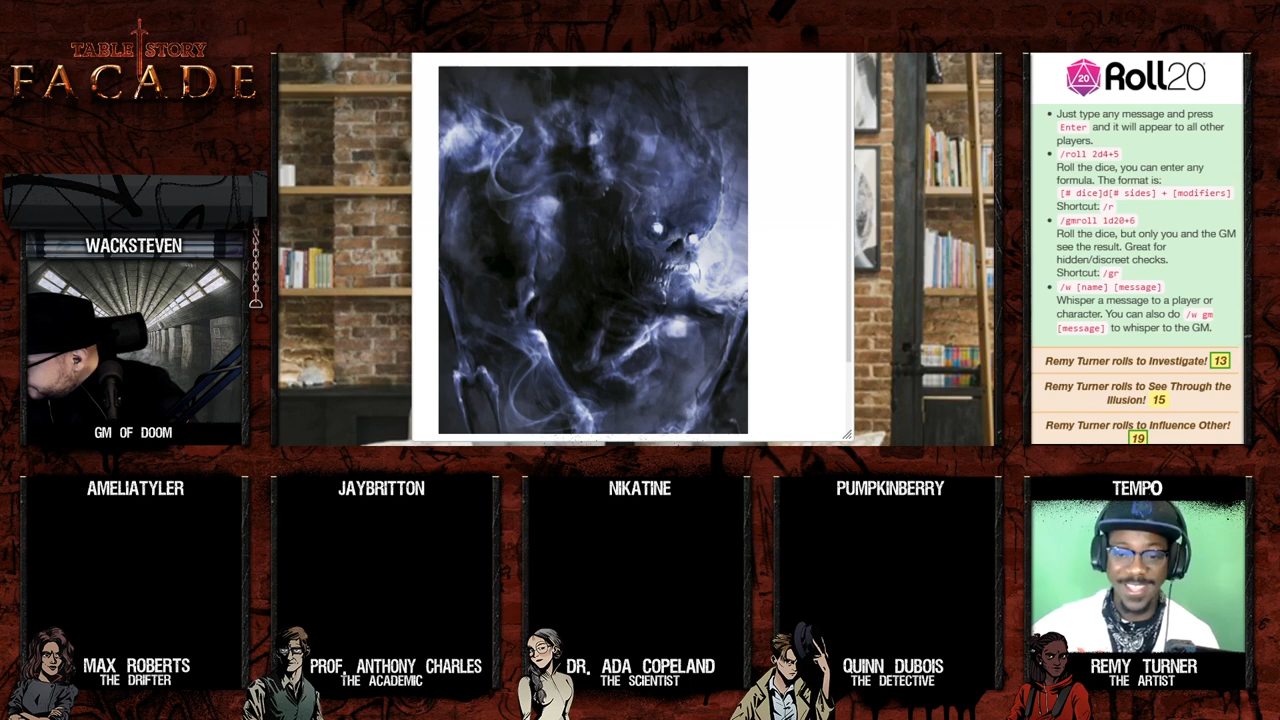 TABLE STORY
FACADE
WACKSTEVEN
GM OF DOOM
20
Roll20
Just type any message and press
Enter and it will appear to all other
players.
/roll 2d4+5
Roll the dice, you can enter any
formula. The format is:
[# dice]d[# sides] + [modifiers]
Shortcut: /r
/gmroll 1d20+6
Roll the dice, but only you and the GM
see the result. Great for
hidden/discreet checks.
Shortcut: /gr
/w [name] [message]
Whisper a message to a player or
character. You can also do /w gm
[message] to whisper to the GM.
Remy Turner rolls to Investigate! 13
Remy Turner rolls to See Through the
Illusion! 15
Remy Turner rolls to Influence Other!
19
AMELIATYLER
MAX ROBERTS
THE DRIFTER
JAYBRITTON
PROF. ANTHONY CHARLES
THE ACADEMIC
NIKATINE
DR. ADA COPELAND
THE SCIENTIST
PUMPKINBERRY
QUINN DUBOIS
THE DETECTIVE
TEMPO
REMY TURNER
THE ARTIST